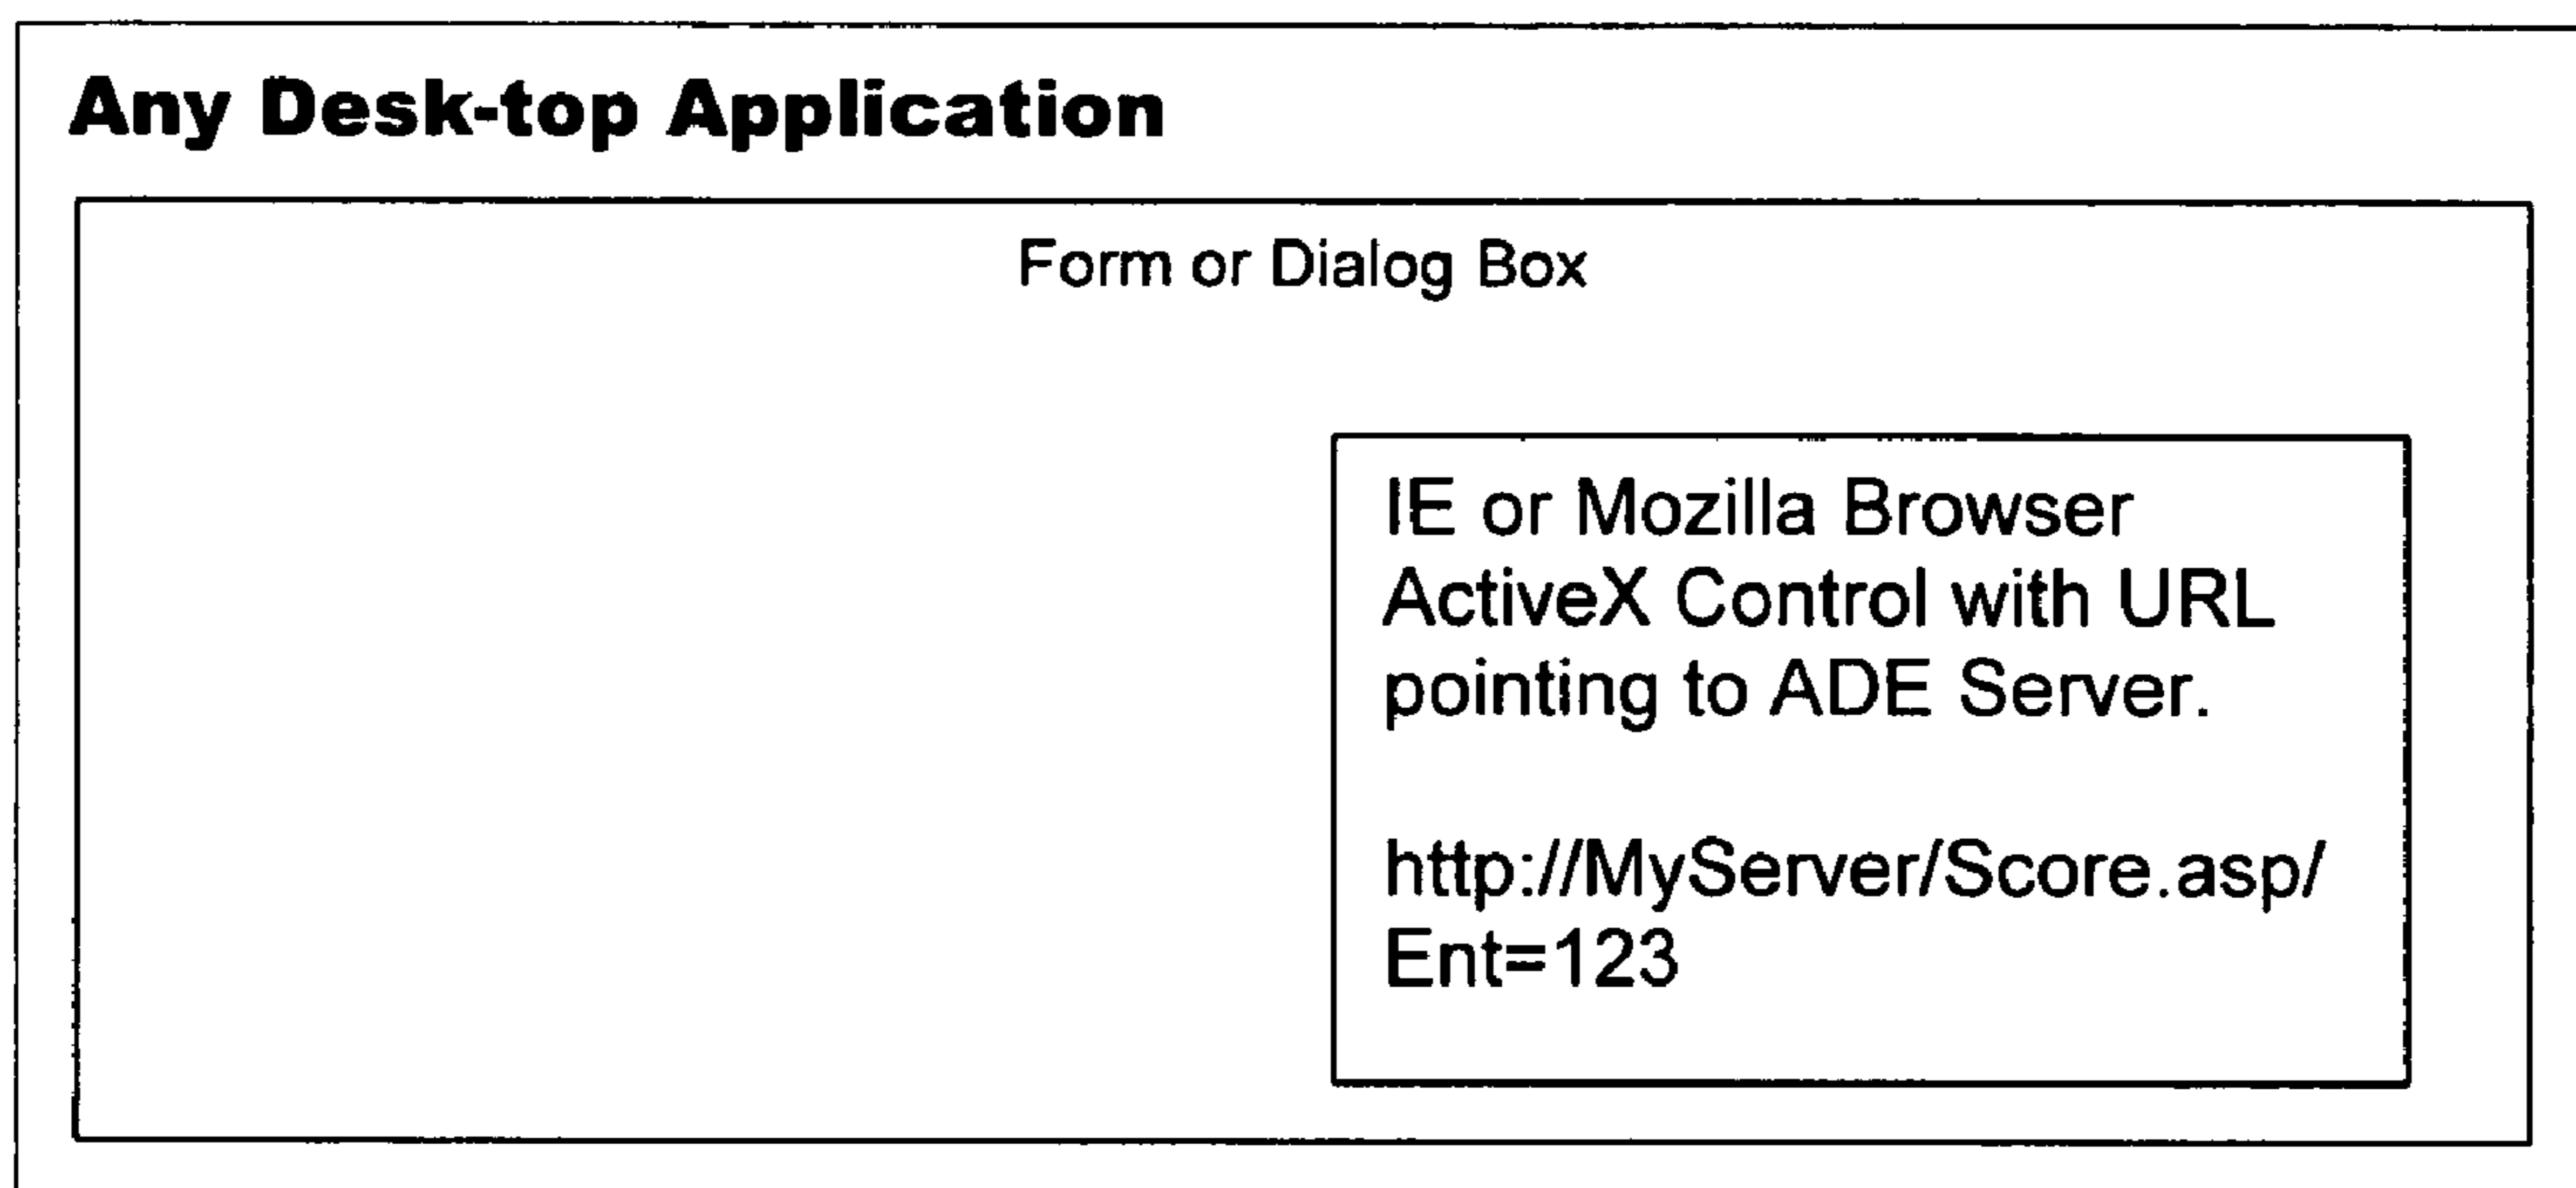 Any Desk-top Application
Form or Dialog Box
IE or Mozilla Browser
ActiveX Control with URL
pointing to ADE Server.
http://MyServer/Score.asp/
Ent=123